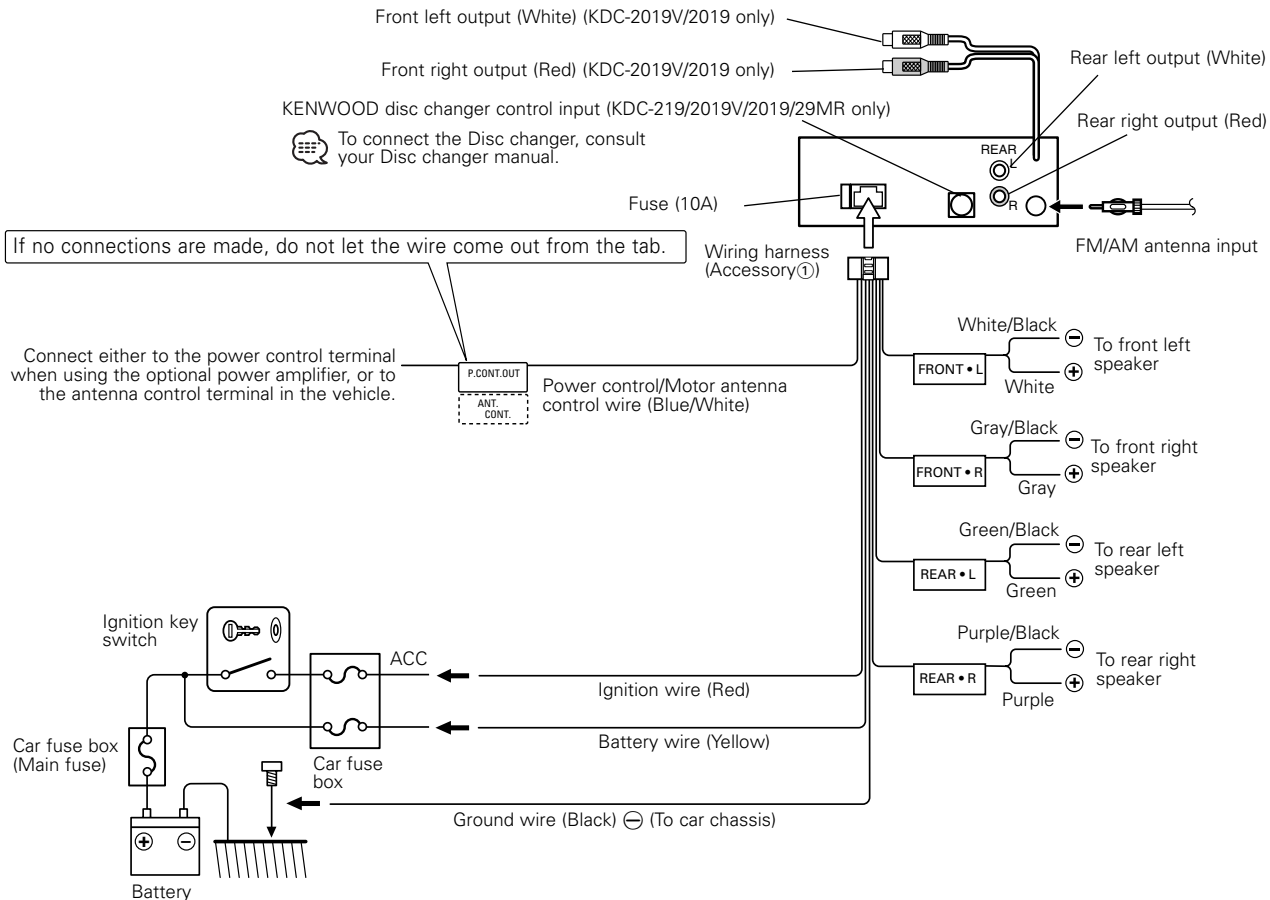 Front left output (White) (KDC-2019V/2019 only)
Front right output (Red) (KDC-2019V/2019 only)
Rear left output (White)
KENWOOD disc changer control input (KDC-219/2019V/2019/29MR only)
Rear right output (Red)
To connect the Disc changer, consult
your Disc changer manual.
REAR
L
R
Fuse (10A)
FM/AM antenna input
If no connections are made, do not let the wire come out from the tab.
Wiring harness
(Accessory①)
Connect either to the power control terminal
when using the optional power amplifier, or to
the antenna control terminal in the vehicle.
P.CONT.OUT
ANT.
CONT.
Power control/Motor antenna
control wire (Blue/White)
White/Black
⊖
To front left
speaker
FRONT • L
White
⊕
Gray/Black
⊖
To front right
speaker
FRONT • R
Gray
⊕
Green/Black
⊖
To rear left
speaker
REAR • L
Green
⊕
Purple/Black
⊖
To rear right
speaker
REAR • R
Purple
⊕
Ignition key
switch
ACC
Ignition wire (Red)
Battery wire (Yellow)
Car fuse box
(Main fuse)
Car fuse
box
Ground wire (Black) ⊖ (To car chassis)
⊕ ⊖
Battery